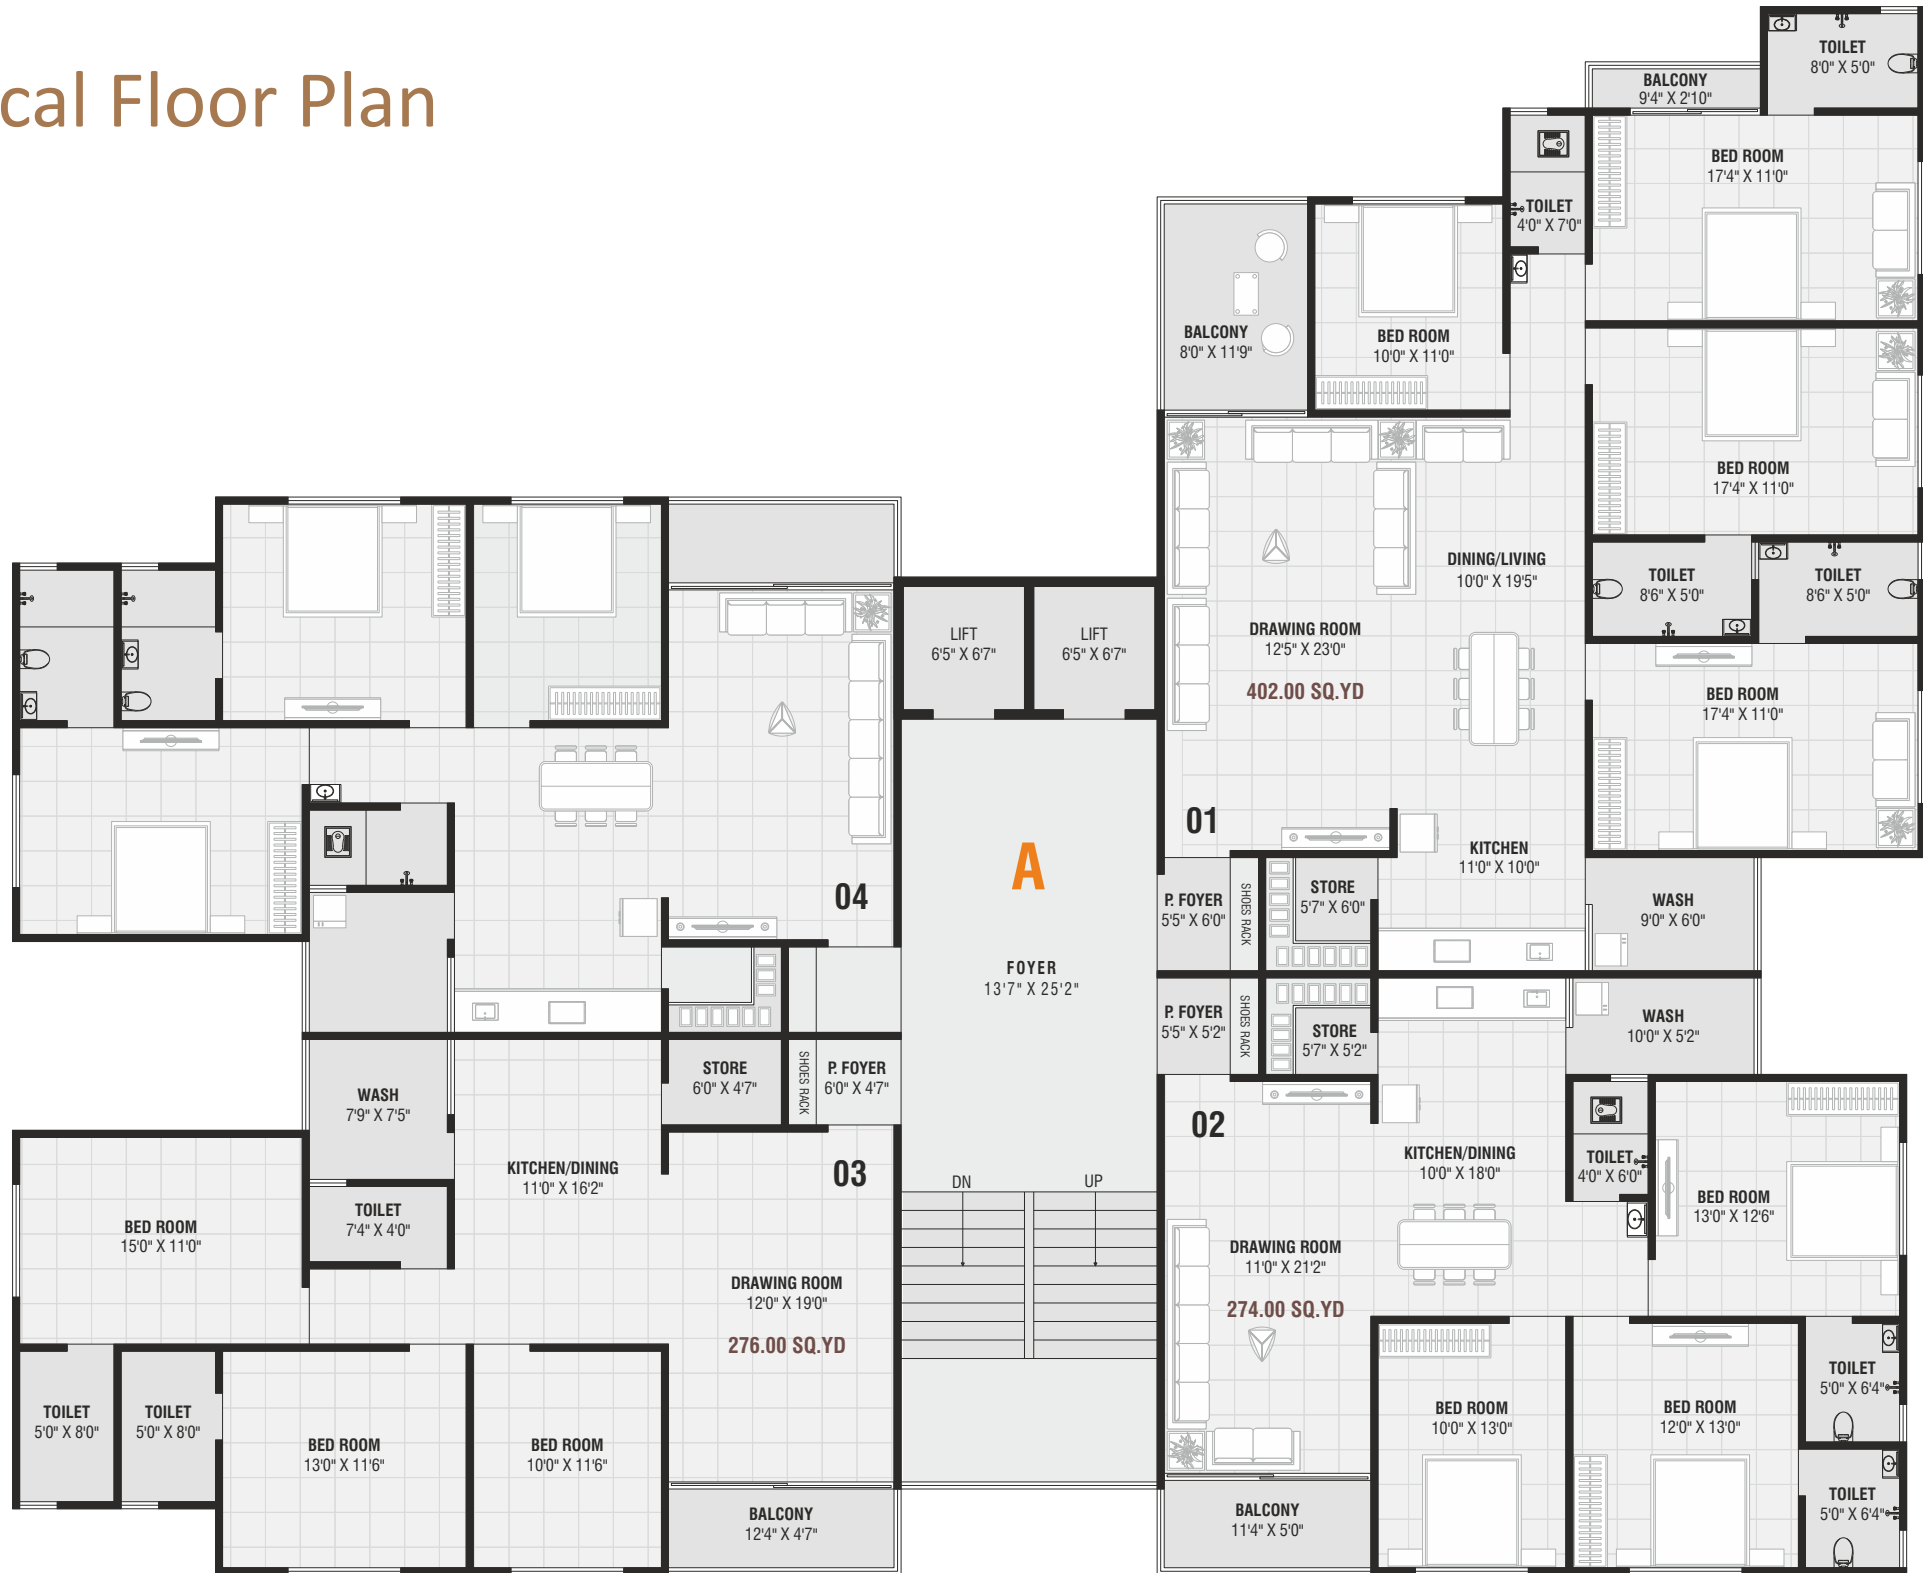 cal Floor Plan
TOILET
8'0" X 5'0"
BALCONY
9'4" X 2'10"
BED ROOM
17'4" X 11'0"
TOILET
4'0" X 7'0"
BALCONY
8'0" X 11'9"
BED ROOM
10'0" X 11'0"
BED ROOM
17'4" X 11'0"
DINING/LIVING
10'0" X 19'5"
TOILET
8'6" X 5'0"
TOILET
8'6" X 5'0"
LIFT
6'5" X 6'7"
LIFT
6'5" X 6'7"
DRAWING ROOM
12'5" X 23'0"
402.00 SQ.YD
BED ROOM
17'4" X 11'0"
01
KITCHEN
11'0" X 10'0"
A
04
P. FOYER
5'5" X 6'0"
SHOES RACK
STORE
5'7" X 6'0"
WASH
9'0" X 6'0"
FOYER
13'7" X 25'2"
P. FOYER
5'5" X 5'2"
SHOES RACK
STORE
5'7" X 5'2"
WASH
10'0" X 5'2"
WASH
7'9" X 7'5"
STORE
6'0" X 4'7"
SHOES RACK
P. FOYER
6'0" X 4'7"
02
03
KITCHEN/DINING
11'0" X 16'2"
KITCHEN/DINING
10'0" X 18'0"
TOILET
4'0" X 6'0"
DN
UP
BED ROOM
13'0" X 12'6"
TOILET
7'4" X 4'0"
BED ROOM
15'0" X 11'0"
DRAWING ROOM
11'0" X 21'2"
274.00 SQ.YD
DRAWING ROOM
12'0" X 19'0"
276.00 SQ.YD
TOILET
5'0" X 6'4"
TOILET
5'0" X 8'0"
TOILET
5'0" X 8'0"
BED ROOM
10'0" X 13'0"
BED ROOM
12'0" X 13'0"
BED ROOM
13'0" X 11'6"
BED ROOM
10'0" X 11'6"
TOILET
5'0" X 6'4"
BALCONY
12'4" X 4'7"
BALCONY
11'4" X 5'0"